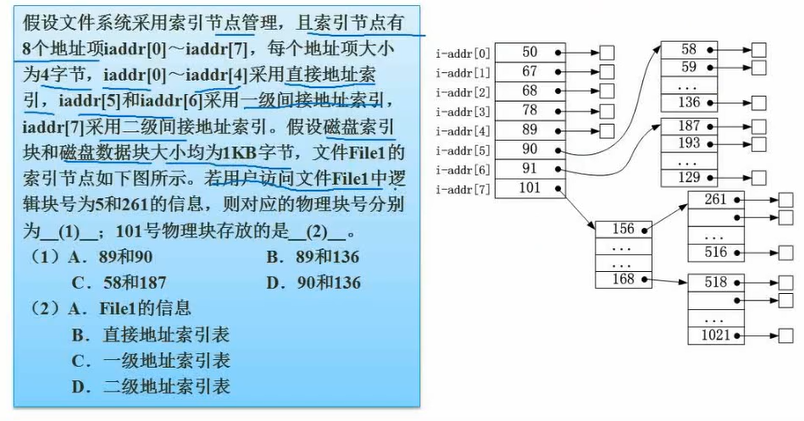 假设文件系统采用索引节点管理，且索引节点有
8个地址项iaddr[0]～iaddr[7]，每个地址项大小
为4字节，iaddr[0]～iaddr[4]采用直接地址索
引，iaddr[5]和iaddr[6]采用一级间接地址索引，
iaddr[7]采用二级间接地址索引。假设磁盘索引
块和磁盘数据块大小均为1KB字节，文件File1的
索引节点如下图所示。若用户访问文件File1中逻
辑块号为5和261的信息，则对应的物理块号分别
为__(1)__；101号物理块存放的是__(2)__。
（1）A．89和90 B．89和136
C．58和187 D．90和136
（2）A．File1的信息
B．直接地址索引表
C．一级地址索引表
D．二级地址索引表
i-addr[0] 50
i-addr[1] 67
i-addr[2] 68
i-addr[3] 78
i-addr[4] 89
i-addr[5] 90
i-addr[6] 91
i-addr[7] 101
58
59
...
136
187
193
...
129
156
...
...
168
261
...
516
518
...
1021